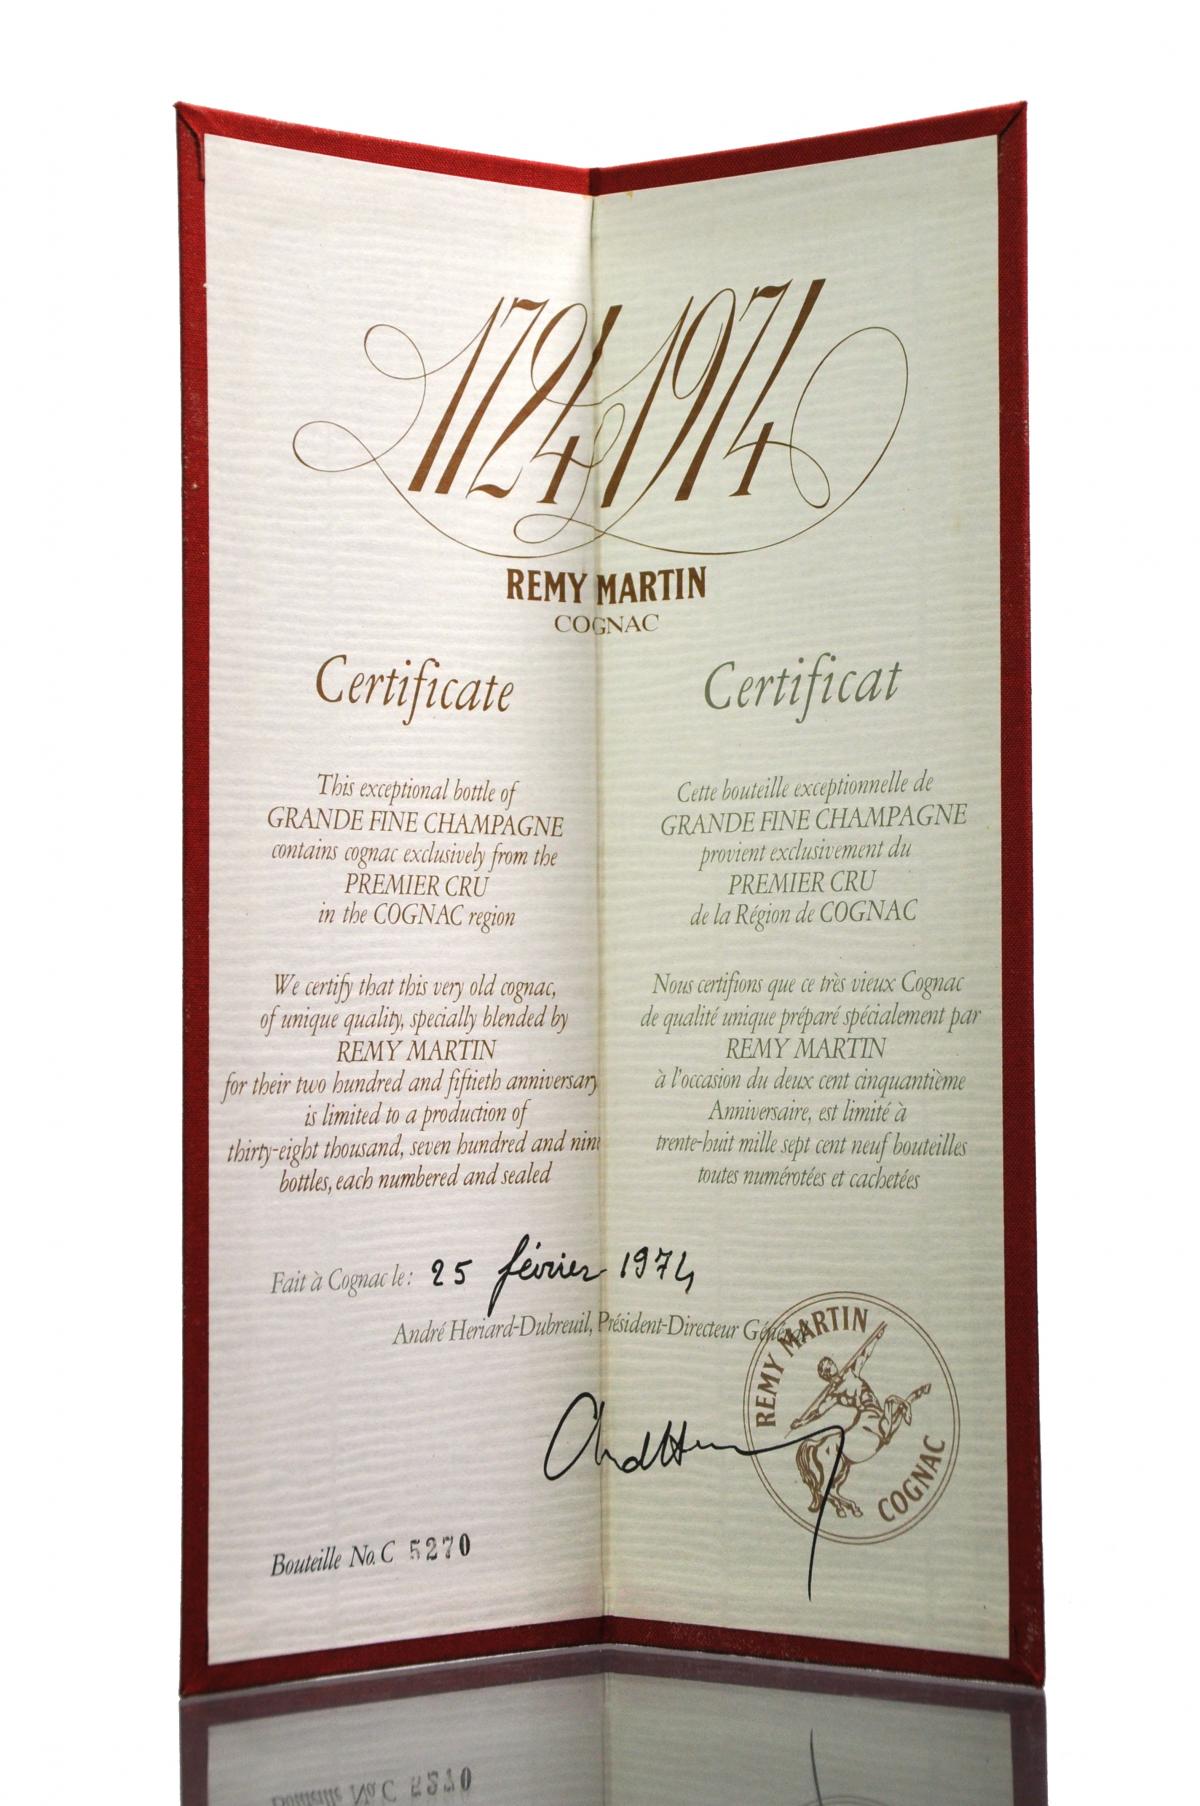 1724 1974
REMY MARTIN
COGNAC
Certificate
This exceptional bottle of
GRANDE FINE CHAMPAGNE
contains cognac exclusively from the
PREMIER CRU
in the COGNAC region
We certify that this very old cognac,
of unique quality, specially blended by
REMY MARTIN
for their two hundred and fiftieth anniversary
is limited to a production of
thirty-eight thousand, seven hundred and nine
bottles, each numbered and sealed
Certificat
Cette bouteille exceptionnelle de
GRANDE FINE CHAMPAGNE
provient exclusivement du
PREMIER CRU
de la Région de COGNAC
Nous certifions que ce très vieux Cognac
de qualité unique préparé spécialement par
REMY MARTIN
à l'occasion du deux cent cinquantième
Anniversaire, est limité à
trente-huit mille sept cent neuf bouteilles
toutes numérotées et cachetées
Fait à Cognac le: 25 février 1974
André Heriard-Dubreuil, Président-Directeur Général
REMY MARTIN
COGNAC
Bouteille No. C 5270